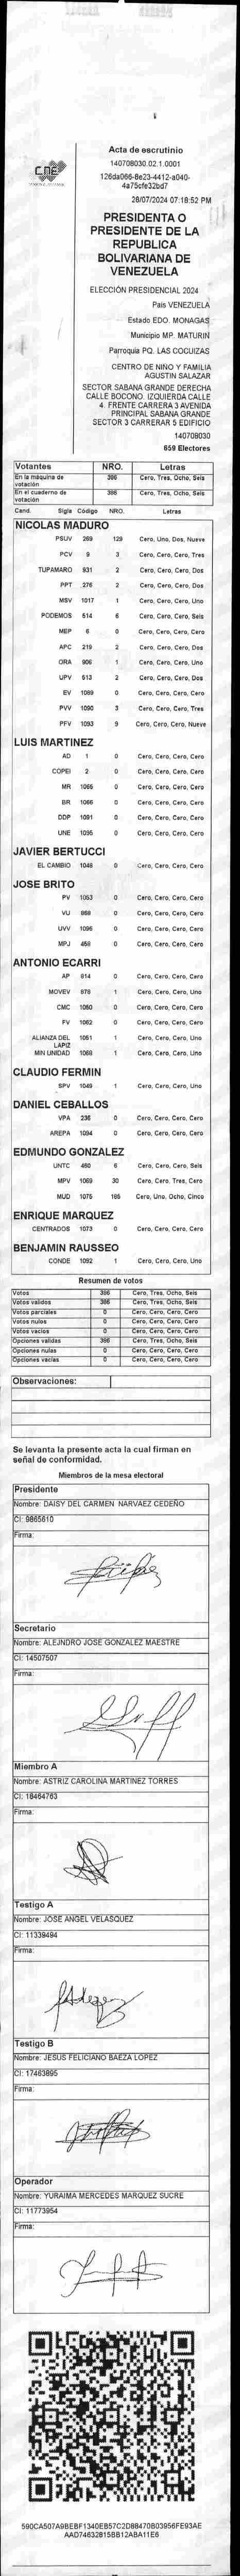 CNE
Acta de escrutinio
140708030.02.1.0001
126da066-8e23-4412-a040-
4a75cfe32bd7
28/07/2024 07:18:52 PM
PRESIDENTA O
PRESIDENTE DE LA
REPUBLICA
BOLIVARIANA DE
VENEZUELA
ELECCIÓN PRESIDENCIAL 2024
País VENEZUELA
Estado EDO. MONAGAS
Municipio MP. MATURIN
Parroquia PQ. LAS COCUIZAS
CENTRO DE NIÑO Y FAMILIA
AGUSTIN SALAZAR
SECTOR SABANA GRANDE DERECHA
CALLE BOCONO. IZQUIERDA CALLE
4. FRENTE CARRERA 3 AVENIDA
PRINCIPAL SABANA GRANDE
SECTOR 3 CARRERAR 5 EDIFICIO
140708030
659 Electores
Votantes NRO. Letras
En la máquina de votación 386 Cero, Tres, Ocho, Seis
En el cuaderno de votación 386 Cero, Tres, Ocho, Seis
Cand. Sigla Código NRO. Letras
NICOLAS MADURO
PSUV 269 129 Cero, Uno, Dos, Nueve
PCV 9 3 Cero, Cero, Cero, Tres
TUPAMARO 931 2 Cero, Cero, Cero, Dos
PPT 276 2 Cero, Cero, Cero, Dos
MSV 1017 1 Cero, Cero, Cero, Uno
PODEMOS 514 6 Cero, Cero, Cero, Seis
MEP 6 0 Cero, Cero, Cero, Cero
APC 219 2 Cero, Cero, Cero, Dos
ORA 906 1 Cero, Cero, Cero, Uno
UPV 513 2 Cero, Cero, Cero, Dos
EV 1089 0 Cero, Cero, Cero, Cero
PVV 1090 3 Cero, Cero, Cero, Tres
PFV 1093 9 Cero, Cero, Cero, Nueve
LUIS MARTINEZ
AD 1 0 Cero, Cero, Cero, Cero
COPEI 2 0 Cero, Cero, Cero, Cero
MR 1065 0 Cero, Cero, Cero, Cero
BR 1066 0 Cero, Cero, Cero, Cero
DDP 1091 0 Cero, Cero, Cero, Cero
UNE 1095 0 Cero, Cero, Cero, Cero
JAVIER BERTUCCI
EL CAMBIO 1048 0 Cero, Cero, Cero, Cero
JOSE BRITO
PV 1053 0 Cero, Cero, Cero, Cero
VU 868 0 Cero, Cero, Cero, Cero
UVV 1096 0 Cero, Cero, Cero, Cero
MPJ 458 0 Cero, Cero, Cero, Cero
ANTONIO ECARRI
AP 914 0 Cero, Cero, Cero, Cero
MOVEV 878 1 Cero, Cero, Cero, Uno
CMC 1050 0 Cero, Cero, Cero, Cero
FV 1062 0 Cero, Cero, Cero, Cero
ALIANZA DEL LAPIZ 1051 1 Cero, Cero, Cero, Uno
MIN UNIDAD 1068 1 Cero, Cero, Cero, Uno
CLAUDIO FERMIN
SPV 1049 1 Cero, Cero, Cero, Uno
DANIEL CEBALLOS
VPA 236 0 Cero, Cero, Cero, Cero
AREPA 1094 0 Cero, Cero, Cero, Cero
EDMUNDO GONZALEZ
UNTC 460 6 Cero, Cero, Cero, Seis
MPV 1069 30 Cero, Cero, Tres, Cero
MUD 1075 185 Cero, Uno, Ocho, Cinco
ENRIQUE MARQUEZ
CENTRADOS 1073 0 Cero, Cero, Cero, Cero
BENJAMIN RAUSSEO
CONDE 1092 1 Cero, Cero, Cero, Uno
Resumen de votos
Votos 386 Cero, Tres, Ocho, Seis
Votos validos 386 Cero, Tres, Ocho, Seis
Votos parciales 0 Cero, Cero, Cero, Cero
Votos nulos 0 Cero, Cero, Cero, Cero
Votos vacios 0 Cero, Cero, Cero, Cero
Opciones validas 386 Cero, Tres, Ocho, Seis
Opciones nulas 0 Cero, Cero, Cero, Cero
Opciones vacias 0 Cero, Cero, Cero, Cero
Observaciones:
Se levanta la presente acta la cual firman en
señal de conformidad.
Miembros de la mesa electoral
Presidente
Nombre: DAISY DEL CARMEN NARVAEZ CEDEÑO
CI: 9865610
Firma:
Secretario
Nombre: ALEJNDRO JOSE GONZALEZ MAESTRE
CI: 14507507
Firma:
Miembro A
Nombre: ASTRIZ CAROLINA MARTINEZ TORRES
CI: 18464763
Firma:
Testigo A
Nombre: JOSE ANGEL VELASQUEZ
CI: 11339494
Firma:
Testigo B
Nombre: JESUS FELICIANO BAEZA LOPEZ
CI: 17463895
Firma:
Operador
Nombre: YURAIMA MERCEDES MARQUEZ SUCRE
CI: 11773954
Firma:
590CA507A9BEBF1340EB57C2D88470B03956FE93AE
AAD74632815BB12ABA11E6